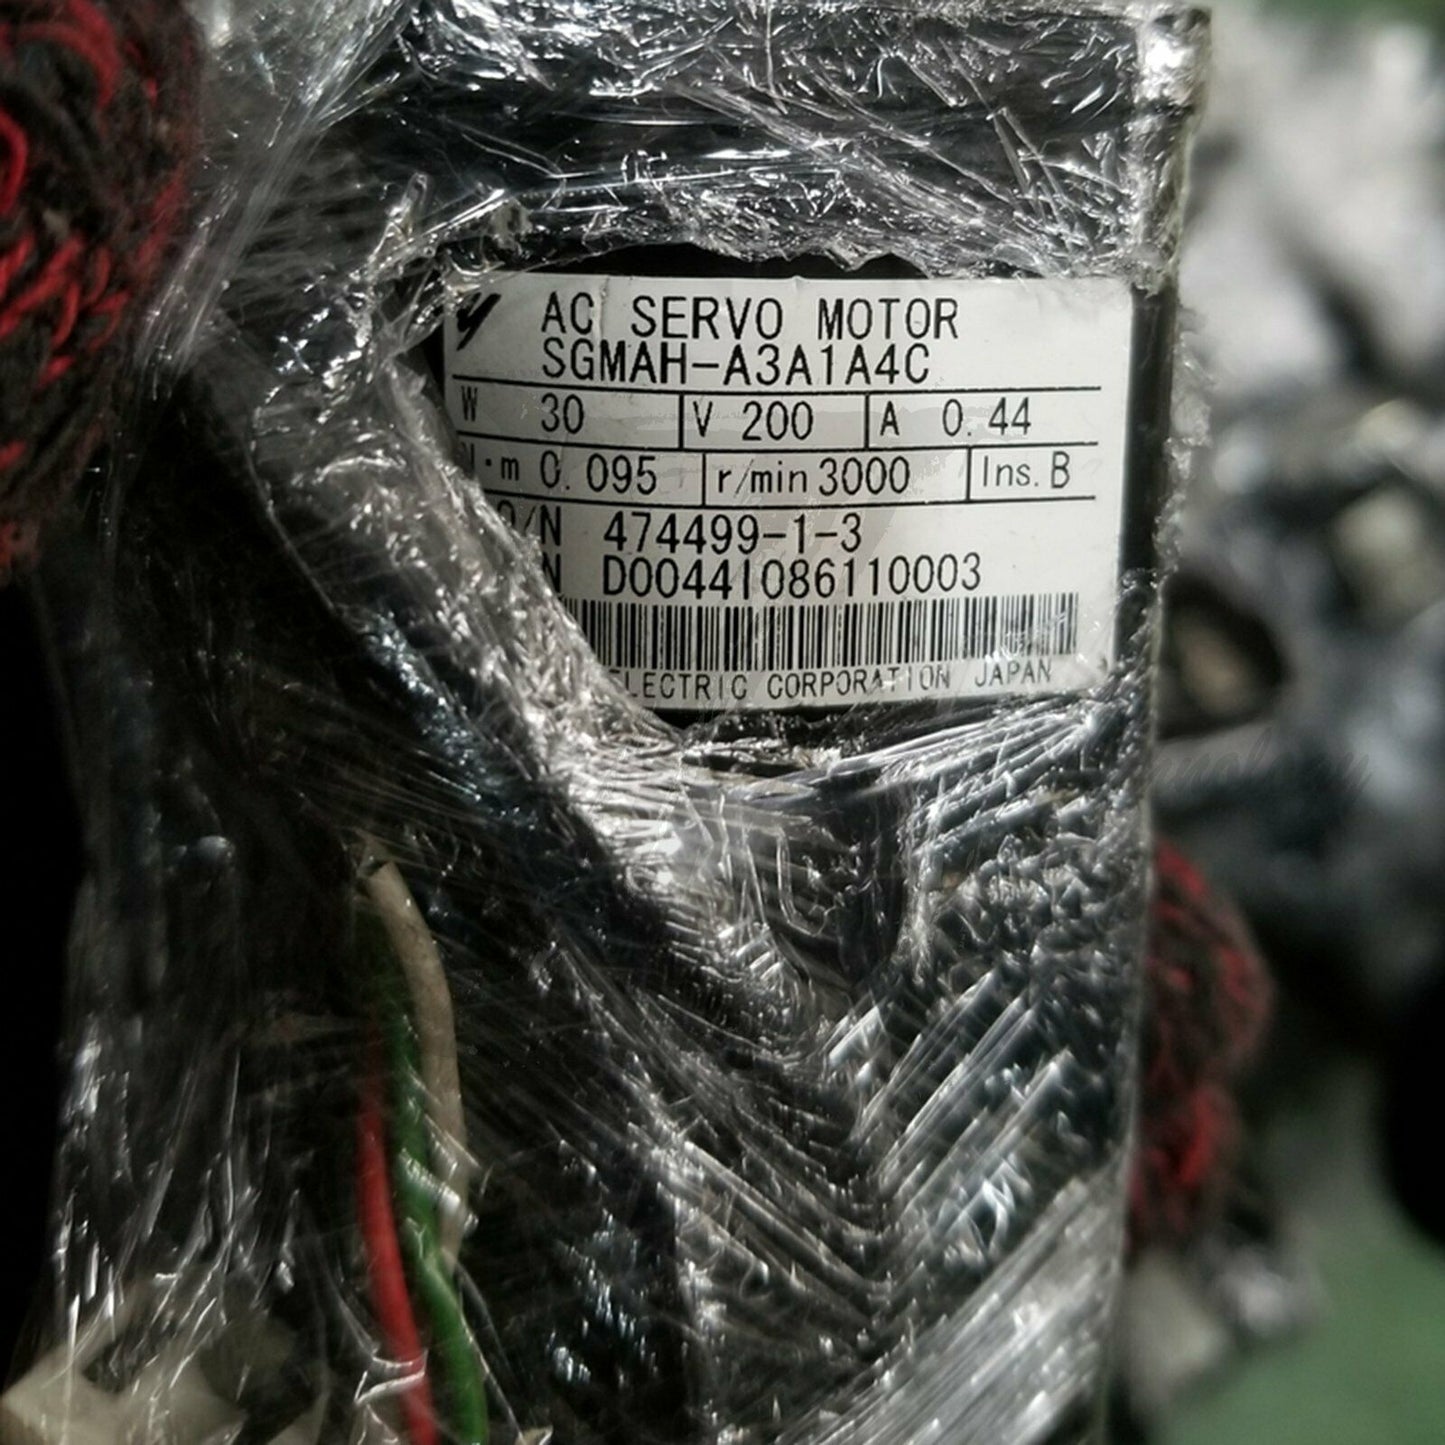 AC SERVO MOTOR
SGMAH-A3A1A4C
W 30 V 200 A 0.44
N·m 0.095 r/min 3000 Ins. B
O/N 474499-1-3
N D00441086110003
ELECTRIC CORPORATION JAPAN